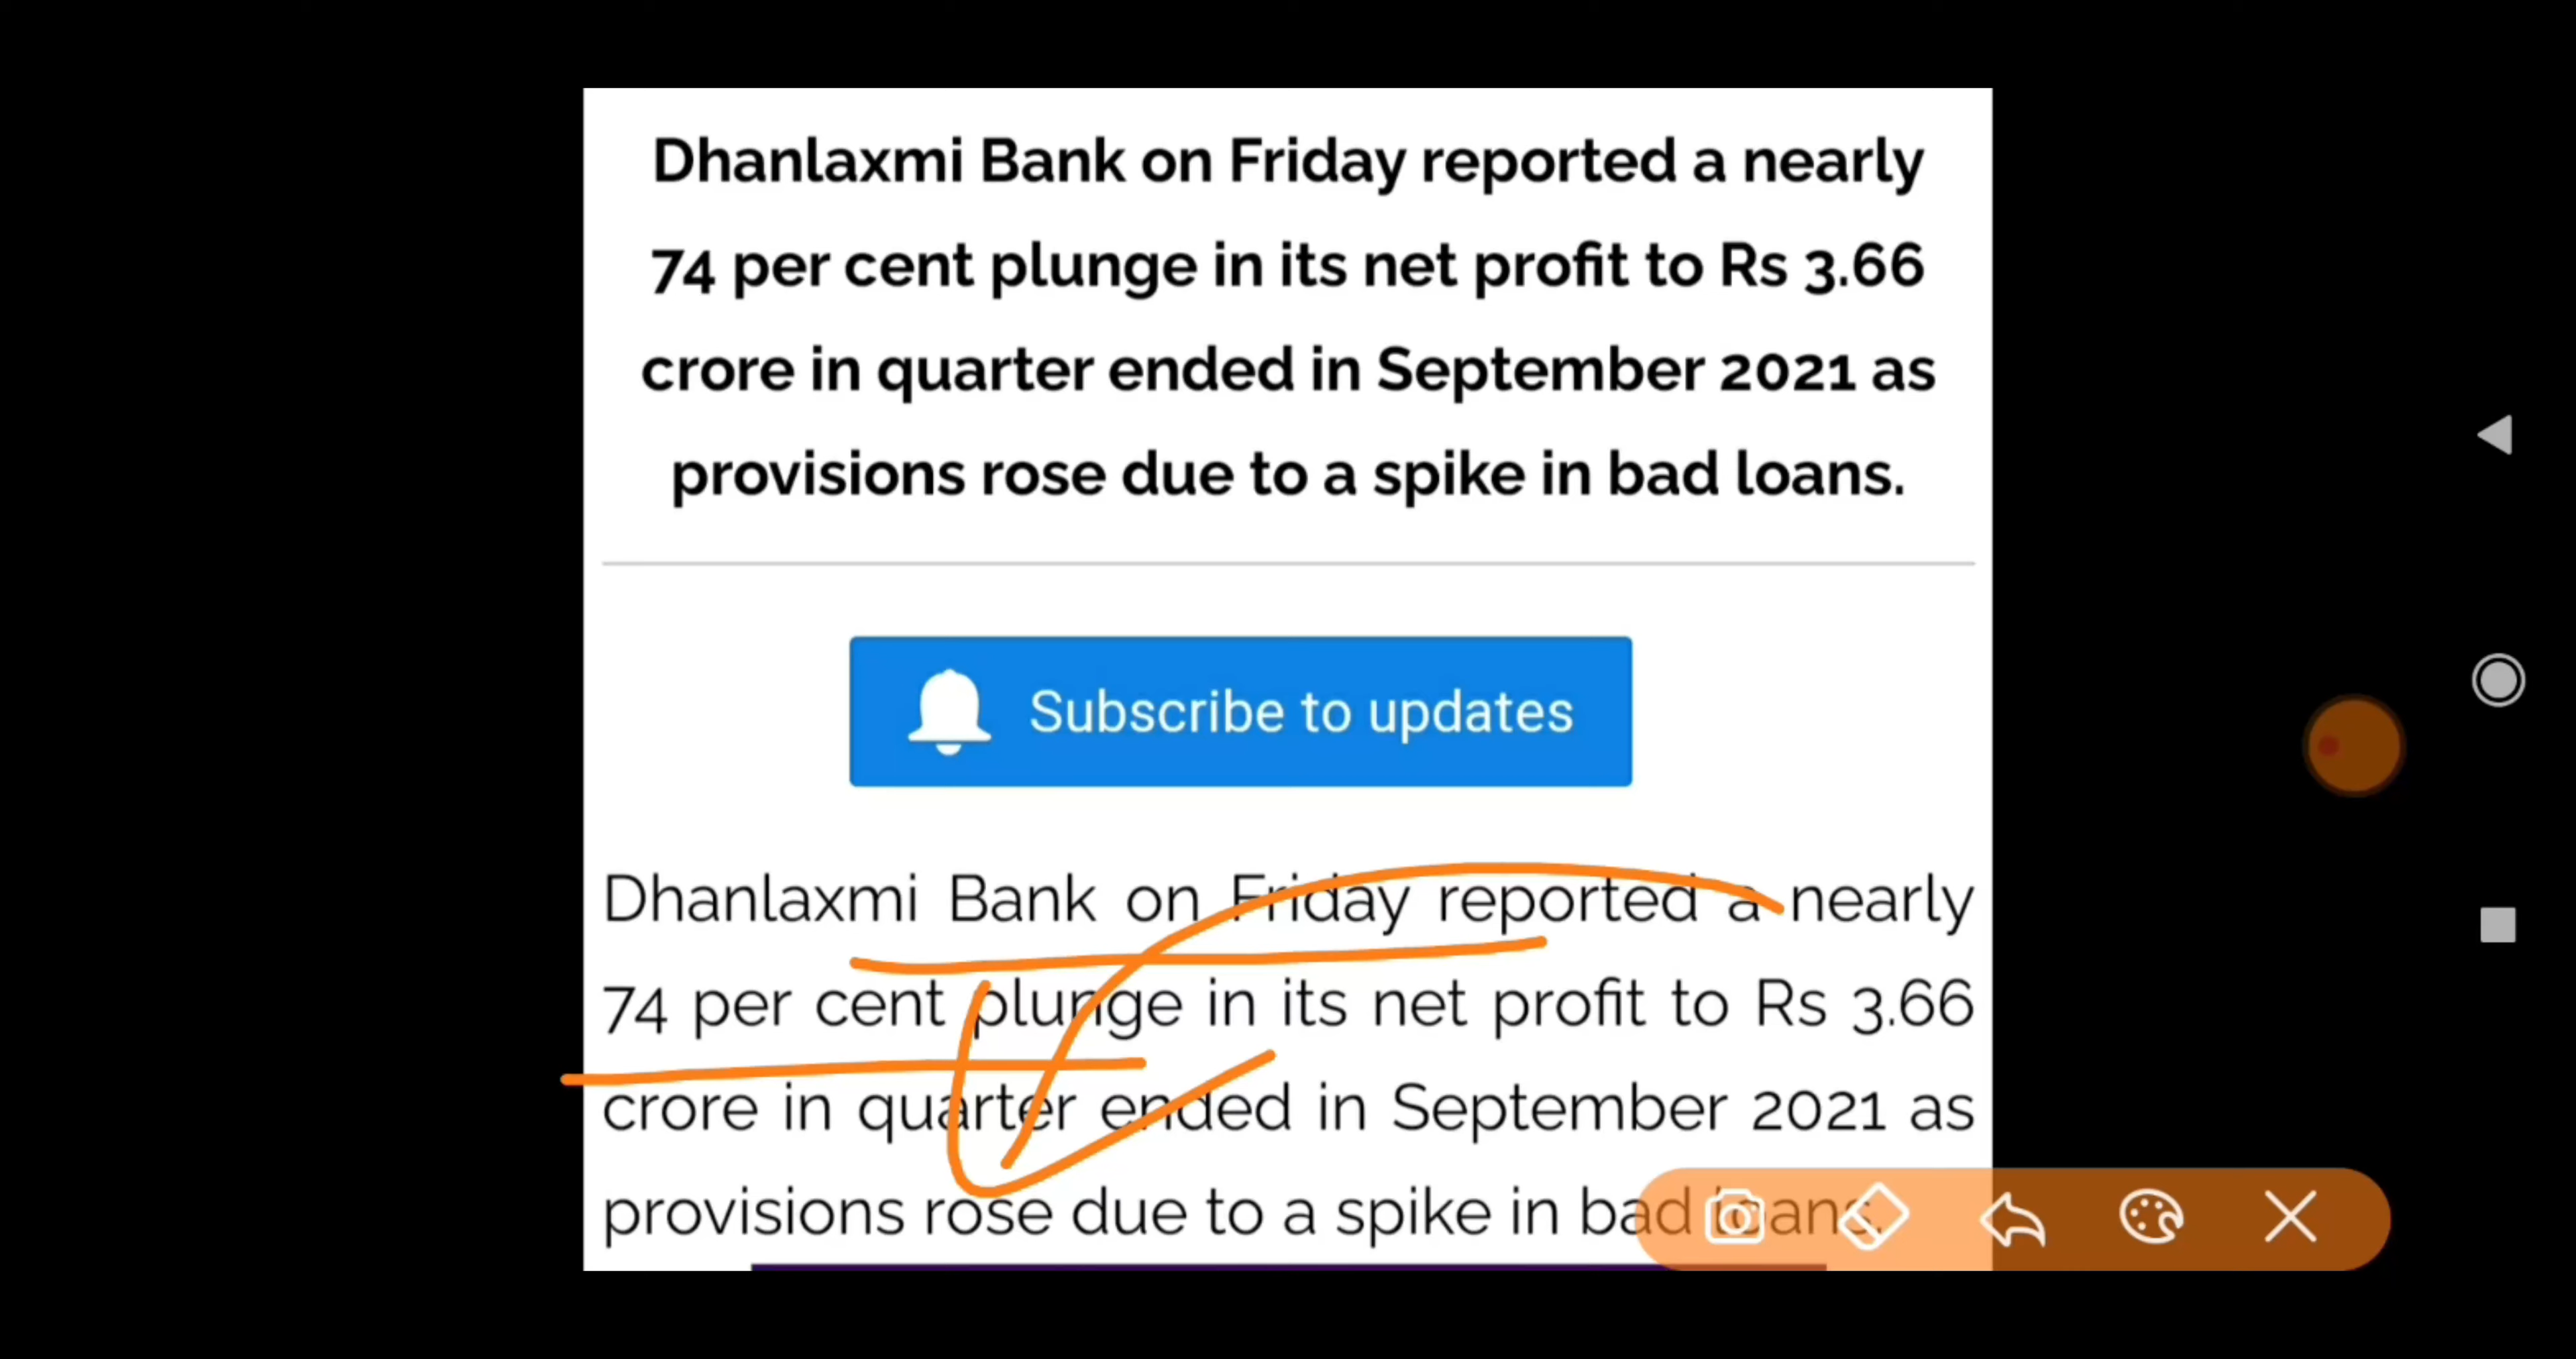 Dhanlaxmi Bank on Friday reported a nearly
74 per cent plunge in its net profit to Rs 3.66
crore in quarter ended in September 2021 as
provisions rose due to a spike in bad loans.
Subscribe to updates
Dhanlaxmi Bank on Friday reported a nearly
74 per cent plunge in its net profit to Rs 3.66
crore in quarter ended in September 2021 as
provisions rose due to a spike in bad loans.